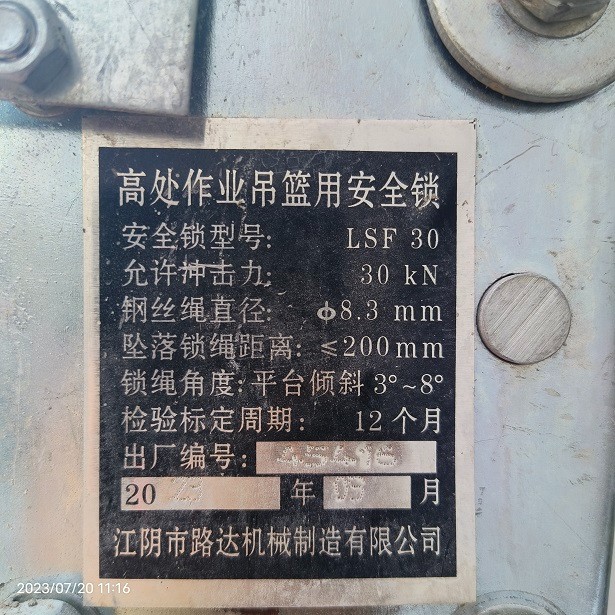 高处作业吊篮用安全锁
安全锁型号: LSF 30
允许冲击力: 30 kN
钢丝绳直径: ϕ8.3 mm
坠落锁绳距离: ≤200mm
锁绳角度: 平台倾斜 3°~8°
检验标定周期: 12个月
出厂编号:
20 年 05 月
江阴市路达机械制造有限公司
2023/07/20 11:16